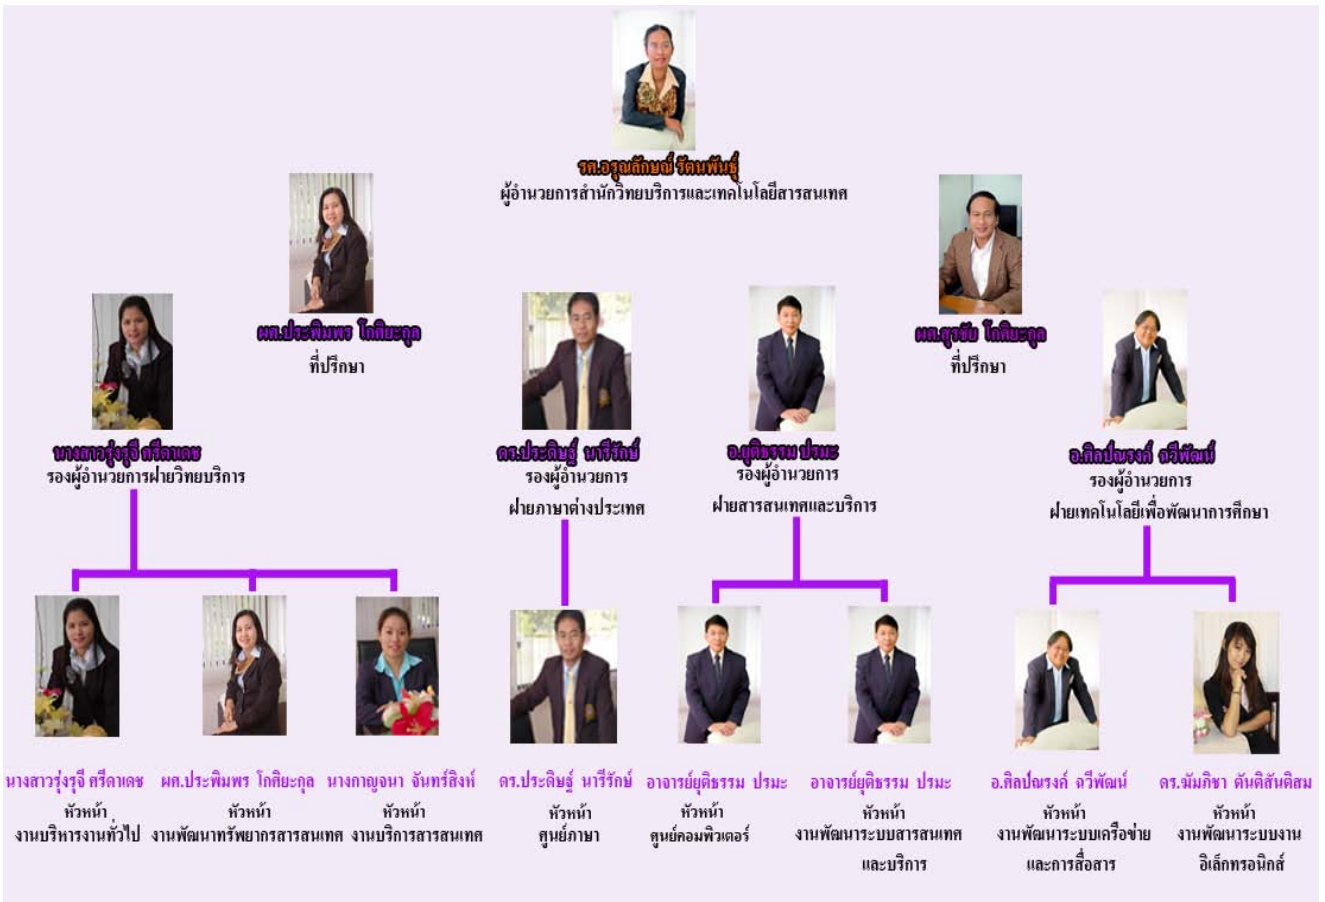 รศ.อรุณลักษณ์ รัตนพันธุ์
ผู้อำนวยการสำนักวิทยบริการและเทคโนโลยีสารสนเทศ
ผศ.ประพิมพร โกศิยะกุล
ที่ปรึกษา
ผศ.สุรชัย โกศิยะกุล
ที่ปรึกษา
นางสาวรุ่งรุจี ศรีดาเดช
รองผู้อำนวยการฝ่ายวิทยบริการ
ดร.ประดิษฐ์ นารีรักษ์
รองผู้อำนวยการ
ฝ่ายภาษาต่างประเทศ
อ.ยุติธรรม ปรมะ
รองผู้อำนวยการ
ฝ่ายสารสนเทศและบริการ
อ.ศิลป์ณรงค์ ฉวีพัฒน์
รองผู้อำนวยการ
ฝ่ายเทคโนโลยีเพื่อพัฒนาการศึกษา
นางสาวรุ่งรุจี ศรีดาเดช
หัวหน้า
งานบริหารงานทั่วไป
ผศ.ประพิมพร โกศิยะกุล
หัวหน้า
งานพัฒนาทรัพยากรสารสนเทศ
นางกาญจนา จันทร์สิงห์
หัวหน้า
งานบริการสารสนเทศ
ดร.ประดิษฐ์ นารีรักษ์
หัวหน้า
ศูนย์ภาษา
อาจารย์ยุติธรรม ปรมะ
หัวหน้า
ศูนย์คอมพิวเตอร์
อาจารย์ยุติธรรม ปรมะ
หัวหน้า
งานพัฒนาระบบสารสนเทศ
และบริการ
อ.ศิลป์ณรงค์ ฉวีพัฒน์
หัวหน้า
งานพัฒนาระบบเครือข่าย
และการสื่อสาร
ดร.ฆัมภิชา ตันติสันติสม
หัวหน้า
งานพัฒนาระบบงาน
อิเล็กทรอนิกส์